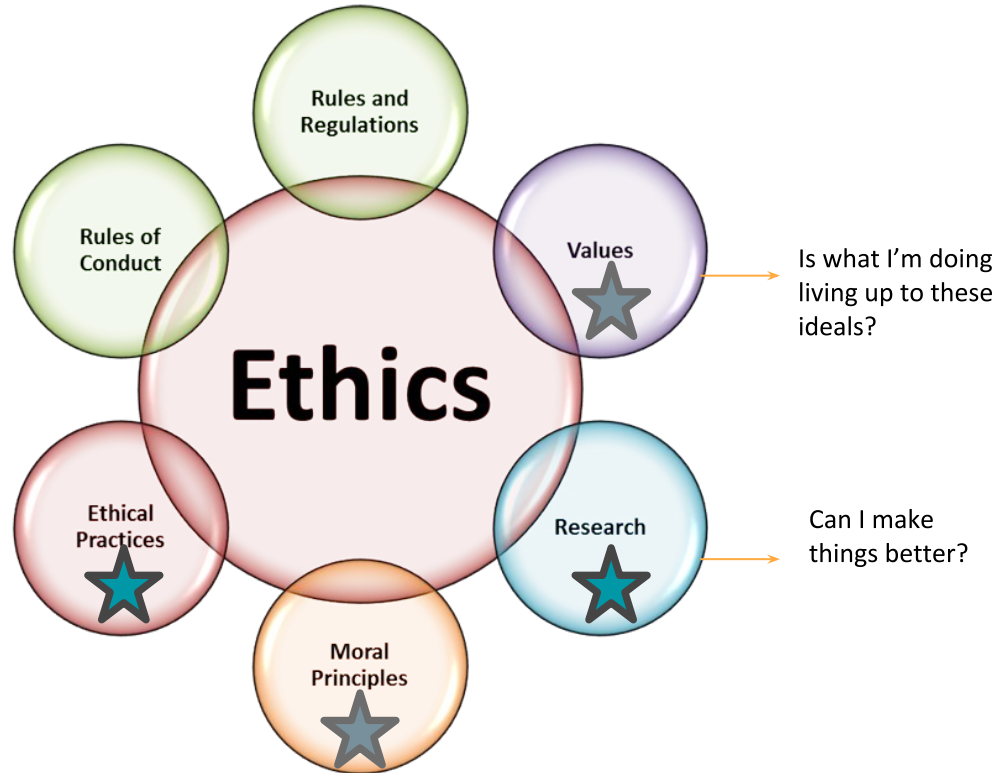 Rules and
Regulations
Rules of
Conduct
Values
Is what I’m doing
living up to these
ideals?
Ethics
Ethical
Practices
Research
Can I make
things better?
Moral
Principles